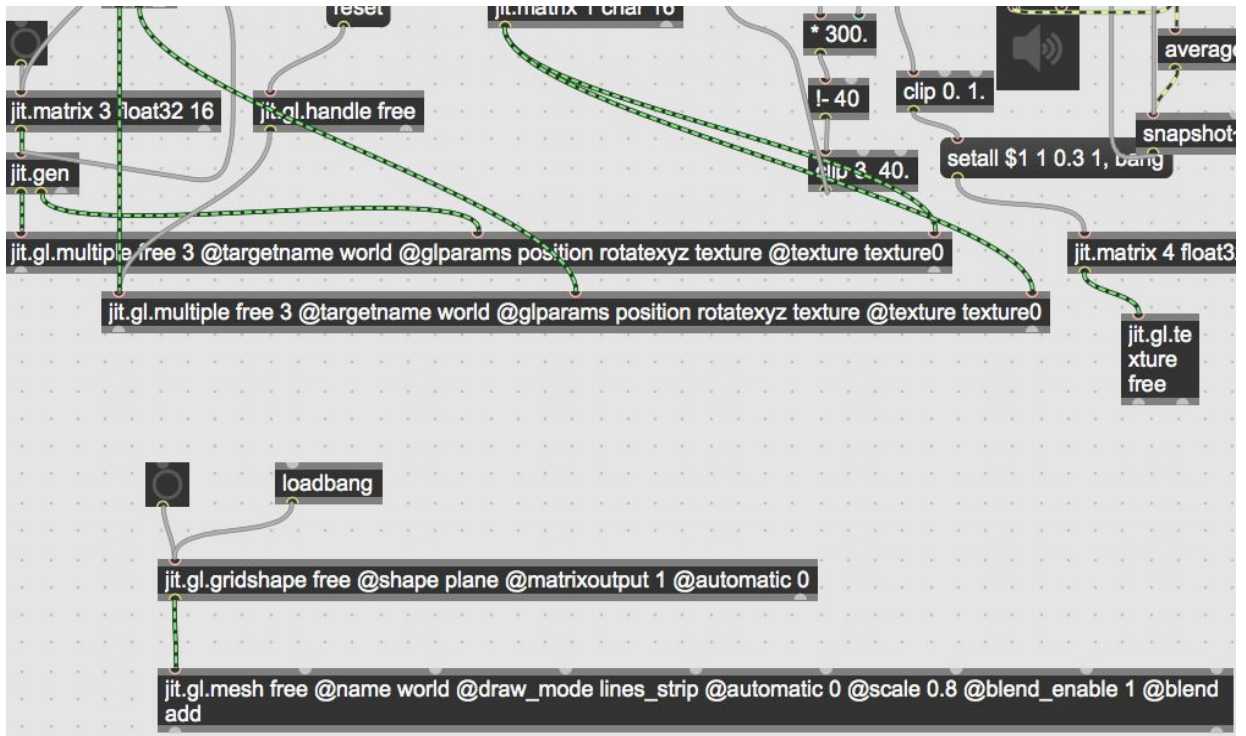 reset
jit.matrix 1 char 16
* 300.
average
jit.matrix 3 float32 16
jit.gl.handle free
!- 40
clip 0. 1.
snapshot~
jit.gen
clip 3. 40.
setall $1 1 0.3 1, bang
jit.gl.multiple free 3 @targetname world @glparams position rotatexyz texture @texture texture0
jit.matrix 4 float32
jit.gl.multiple free 3 @targetname world @glparams position rotatexyz texture @texture texture0
jit.gl.te
xture
free
loadbang
jit.gl.gridshape free @shape plane @matrixoutput 1 @automatic 0
jit.gl.mesh free @name world @draw_mode lines_strip @automatic 0 @scale 0.8 @blend_enable 1 @blend
add